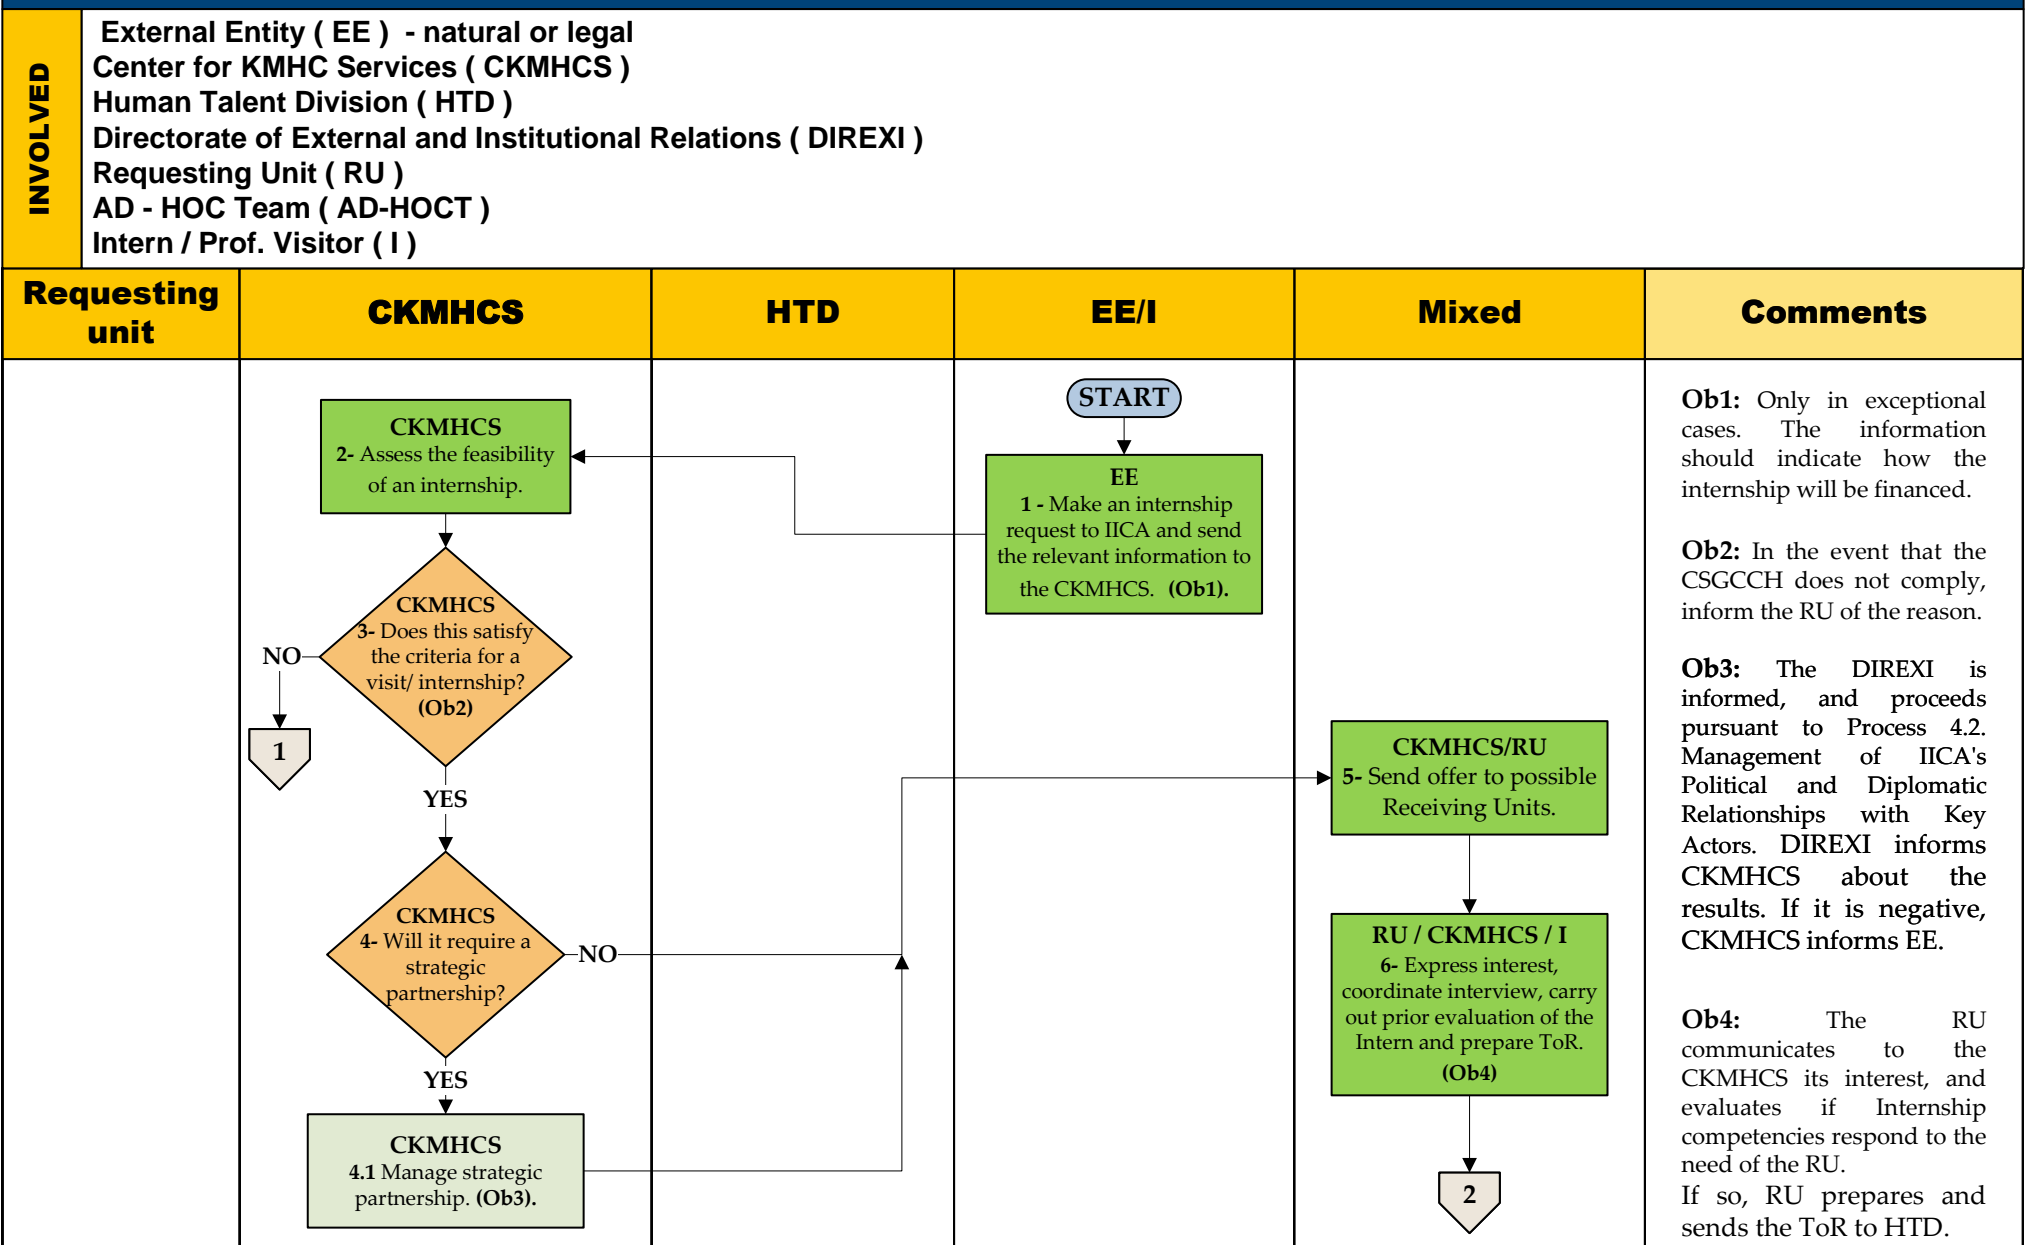 INVOLVED
External Entity ( EE )  - natural or legal
Center for KMHC Services ( CKMHCS )
Human Talent Division ( HTD )
Directorate of External and Institutional Relations ( DIREXI )
Requesting Unit ( RU )
AD - HOC Team ( AD-HOCT )
Intern / Prof. Visitor ( I )
Requesting
unit
CKMHCS
HTD
EE/I
Mixed
Comments
START
EE
1 - Make an internship
request to IICA and send
the relevant information to
the CKMHCS. (Ob1).
CKMHCS
2- Assess the feasibility
of an internship.
CKMHCS
3- Does this satisfy
the criteria for a
visit/ internship?
(Ob2)
NO
1
YES
CKMHCS
4- Will it require a
strategic
partnership?
NO
YES
CKMHCS
4.1 Manage strategic
partnership. (Ob3).
CKMHCS/RU
5- Send offer to possible
Receiving Units.
RU / CKMHCS / I
6- Express interest,
coordinate interview, carry
out prior evaluation of the
Intern and prepare ToR.
(Ob4)
2
Ob1: Only in exceptional
cases. The information
should indicate how the
internship will be financed.
Ob2: In the event that the
CSGCCH does not comply,
inform the RU of the reason.
Ob3: The DIREXI is
informed, and proceeds
pursuant to Process 4.2.
Management of IICA's
Political and Diplomatic
Relationships with Key
Actors. DIREXI informs
CKMHCS about the
results. If it is negative,
CKMHCS informs EE.
Ob4: The RU
communicates to the
CKMHCS its interest, and
evaluates if Internship
competencies respond to the
need of the RU.
If so, RU prepares and
sends the ToR to HTD.